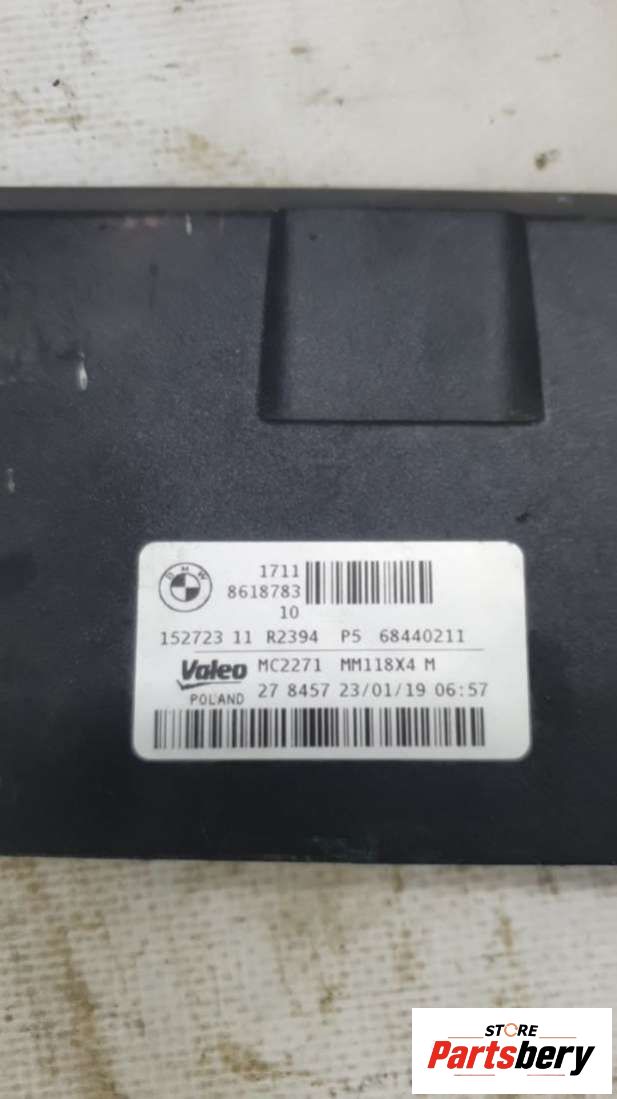 BMW
1711
8618783
10
152723 11 R2394 P5 68440211
Valeo MC2271 MM118X4 M
POLAND 27 8457 23/01/19 06:57
STORE
Partsbery